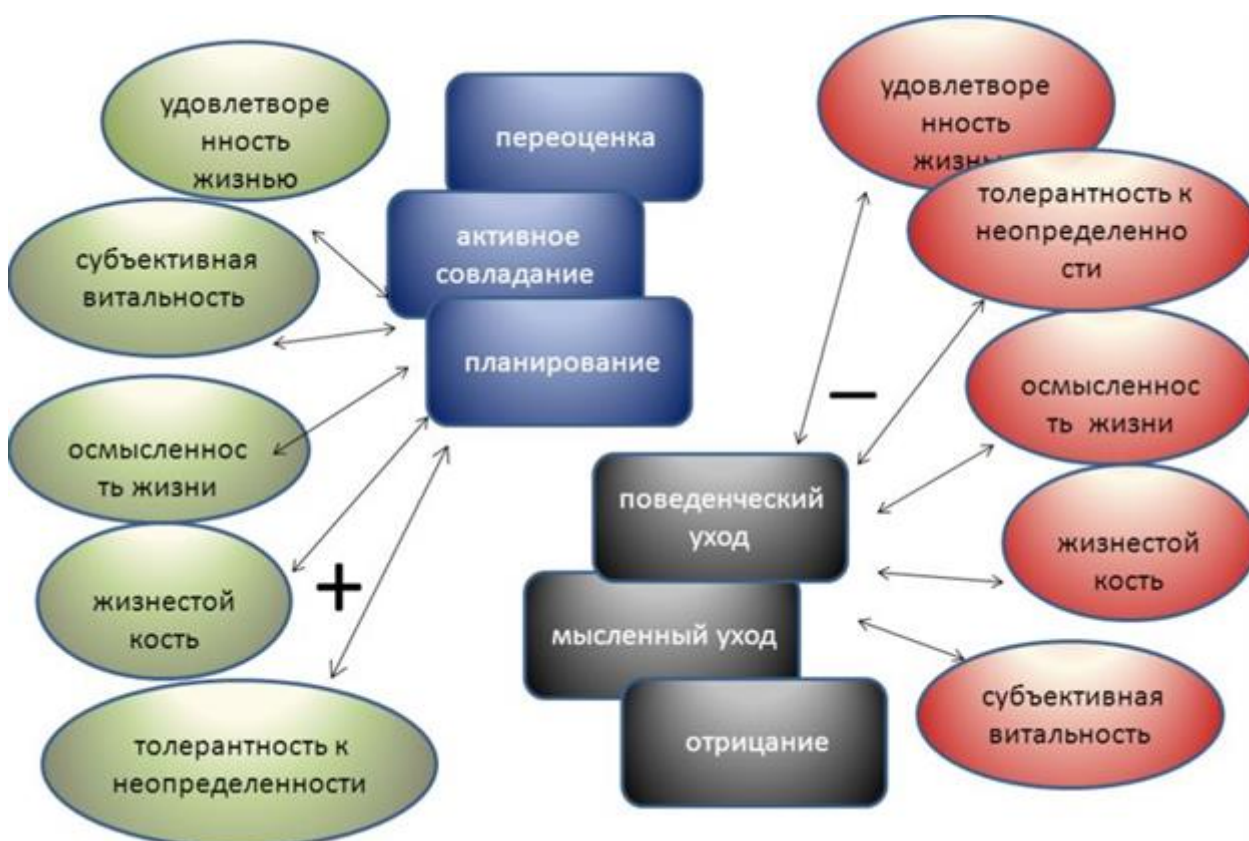 удовлетворе
нность
жизнью
субъективная
витальность
осмысленнос
ть жизни
жизнестой
кость
толерантность к
неопределенности
+
переоценка
активное
совладание
планирование
–
поведенческий
уход
мысленный уход
отрицание
удовлетворе
нность
жизнью
толерантность к
неопределенно
сти
осмысленнос
ть жизни
жизнестой
кость
субъективная
витальность